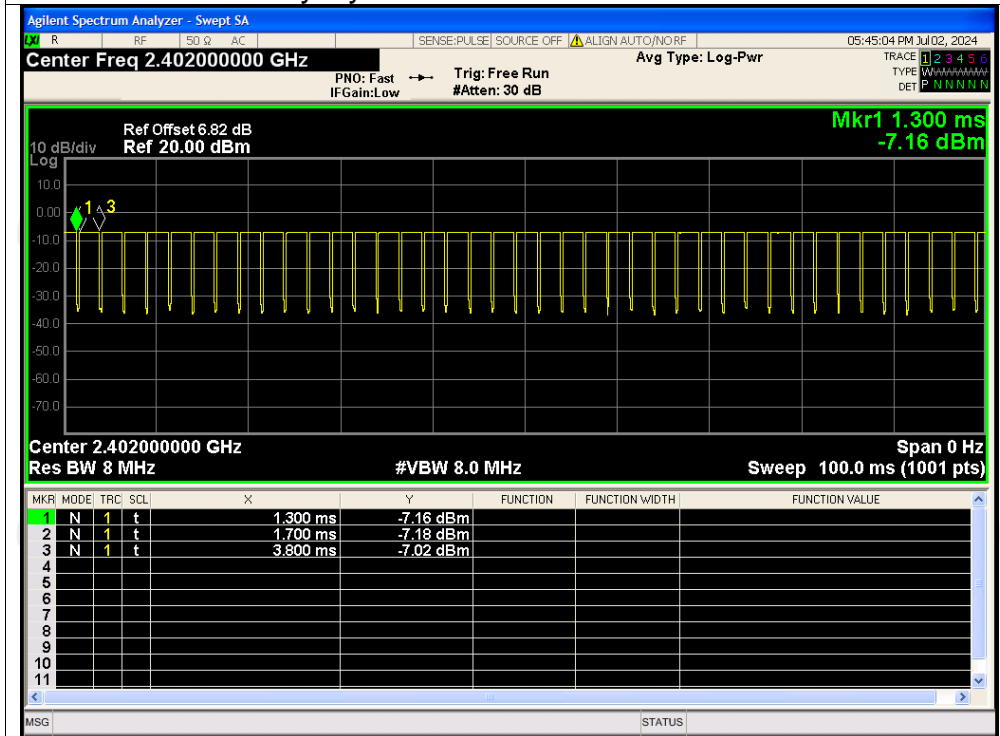 Agilent Spectrum Analyzer - Swept SA
LXI R RF 50 Ω AC SENSE:PULSE SOURCE OFF ALIGN AUTO/NO RF 05:45:04 PM Jul 02, 2024
Center Freq 2.402000000 GHz Avg Type: Log-Pwr TRACE 1 2 3 4 5 6
PNO: Fast Trig: Free Run TYPE
IFGain:Low #Atten: 30 dB DET P N N N N N
Mkr1 1.300 ms
Ref Offset 6.82 dB
10 dB/div Ref 20.00 dBm -7.16 dBm
Log
10.0
0.00
1 3
-10.0
-20.0
-30.0
-40.0
-50.0
-60.0
-70.0
Center 2.402000000 GHz Span 0 Hz
Res BW 8 MHz #VBW 8.0 MHz Sweep 100.0 ms (1001 pts)
MKR MODE TRC SCL X Y FUNCTION FUNCTION WIDTH FUNCTION VALUE
1 N 1 t 1.300 ms -7.16 dBm
2 N 1 t 1.700 ms -7.18 dBm
3 N 1 t 3.800 ms -7.02 dBm
4
5
6
7
8
9
10
11
MSG STATUS